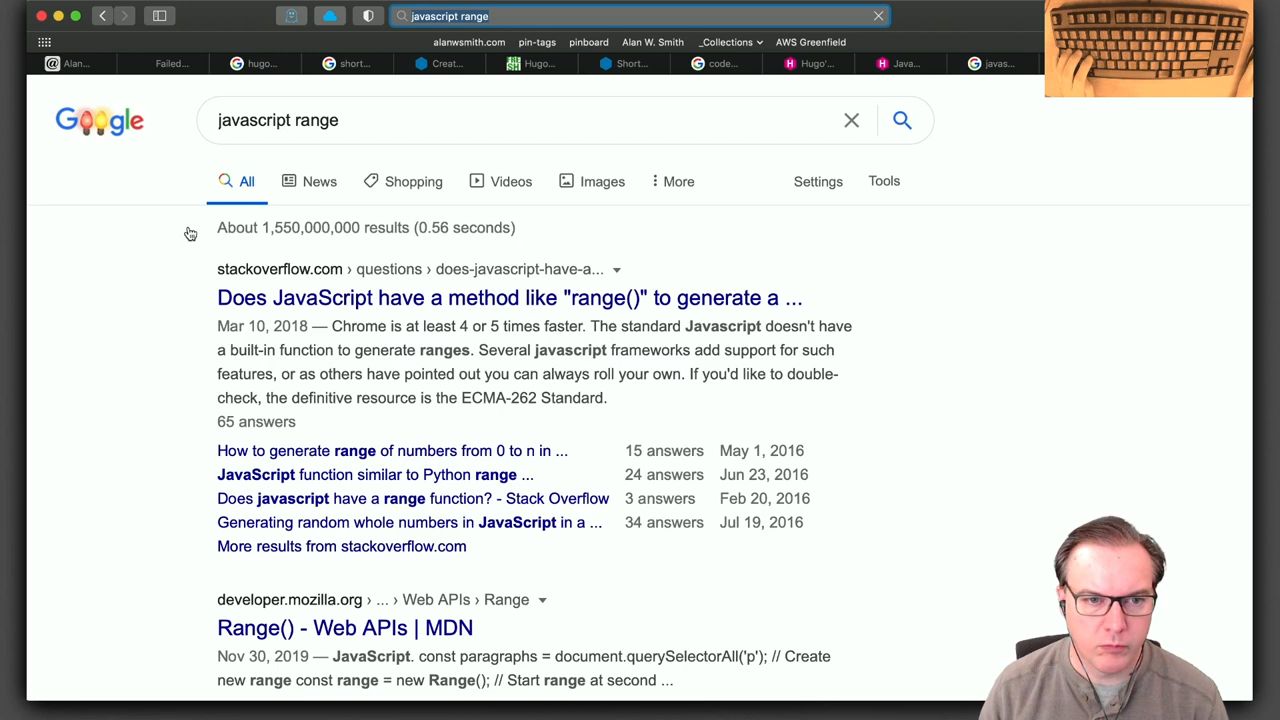 javascript range
alanwsmith.com pin-tags pinboard Alan W. Smith _Collections AWS Greenfield
Alan... Failed... hugo... short... Creat... Hugo... Short... code... Hugo'... Java... javas...
Google
javascript range
All News Shopping Videos Images More Settings Tools
About 1,550,000,000 results (0.56 seconds)
stackoverflow.com › questions › does-javascript-have-a...
Does JavaScript have a method like "range()" to generate a ...
Mar 10, 2018 — Chrome is at least 4 or 5 times faster. The standard Javascript doesn't have
a built-in function to generate ranges. Several javascript frameworks add support for such
features, or as others have pointed out you can always roll your own. If you'd like to double-
check, the definitive resource is the ECMA-262 Standard.
65 answers
How to generate range of numbers from 0 to n in ... 15 answers May 1, 2016
JavaScript function similar to Python range ... 24 answers Jun 23, 2016
Does javascript have a range function? - Stack Overflow 3 answers Feb 20, 2016
Generating random whole numbers in JavaScript in a ... 34 answers Jul 19, 2016
More results from stackoverflow.com
developer.mozilla.org › ... › Web APIs › Range
Range() - Web APIs | MDN
Nov 30, 2019 — JavaScript. const paragraphs = document.querySelectorAll('p'); // Create
new range const range = new Range(); // Start range at second ...